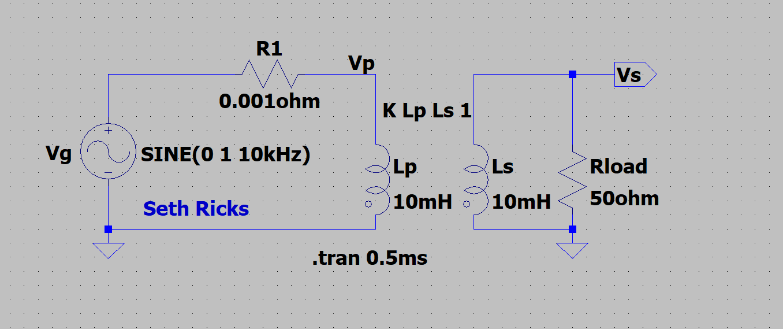 R1
Vp
Vs
0.001ohm
K Lp Ls 1
Vg
SINE(0 1 10kHz)
Lp
Ls
Rload
10mH
10mH
50ohm
Seth Ricks
.tran 0.5ms